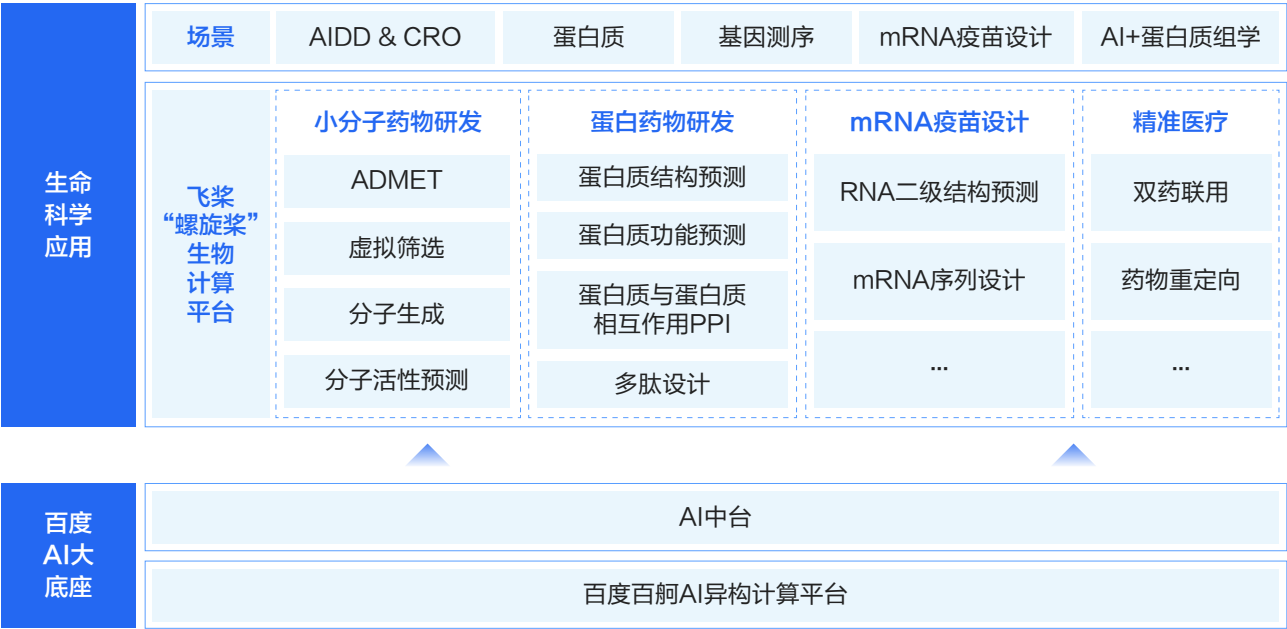 生命
科学
应用
场景
AIDD & CRO
蛋白质
基因测序
mRNA疫苗设计
AI+蛋白质组学
飞桨
“螺旋桨”
生物
计算
平台
小分子药物研发
ADMET
虚拟筛选
分子生成
分子活性预测
蛋白药物研发
蛋白质结构预测
蛋白质功能预测
蛋白质与蛋白质
相互作用PPI
多肽设计
mRNA疫苗设计
RNA二级结构预测
mRNA序列设计
...
精准医疗
双药联用
药物重定向
...
百度
AI大
底座
AI中台
百度百舸AI异构计算平台